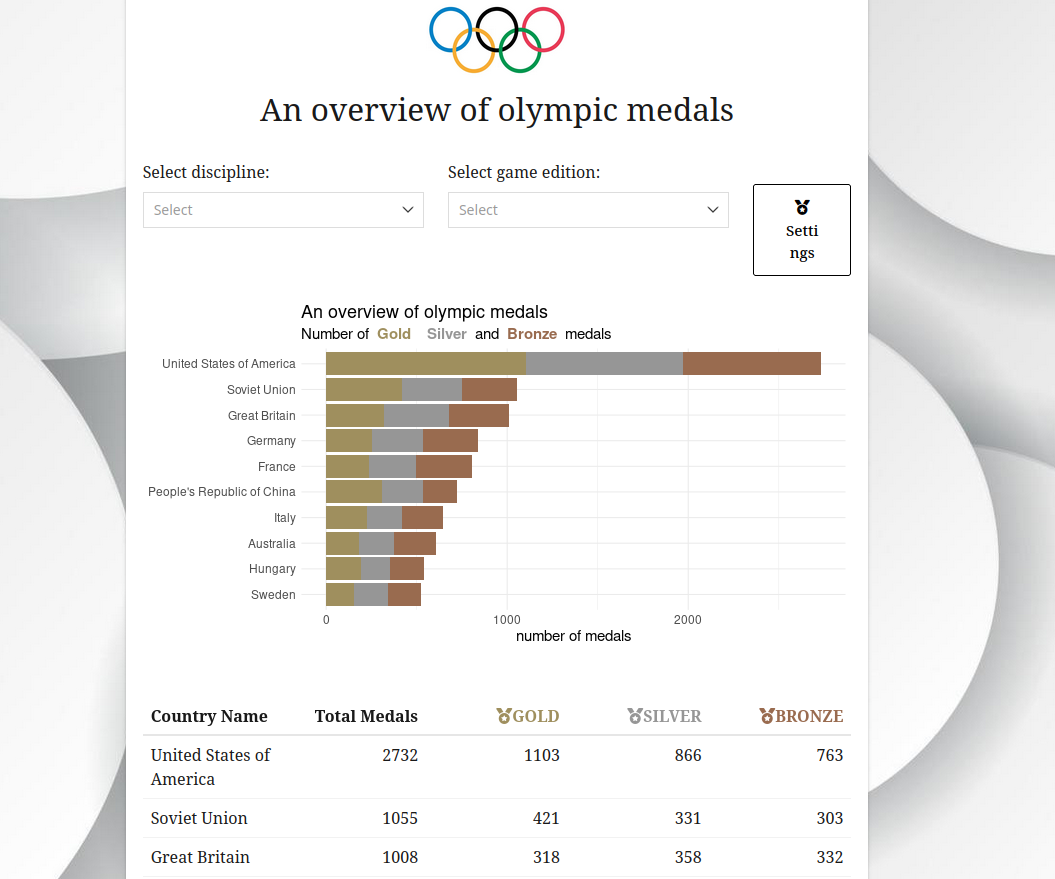 An overview of olympic medals
Select discipline:
Select game edition:
Select
Select
Setti
ngs
An overview of olympic medals
Number of Gold Silver and Bronze medals
United States of America
Soviet Union
Great Britain
Germany
France
People's Republic of China
Italy
Australia
Hungary
Sweden
0 1000 2000
number of medals
Country Name Total Medals GOLD SILVER BRONZE
United States of 2732 1103 866 763
America
Soviet Union 1055 421 331 303
Great Britain 1008 318 358 332